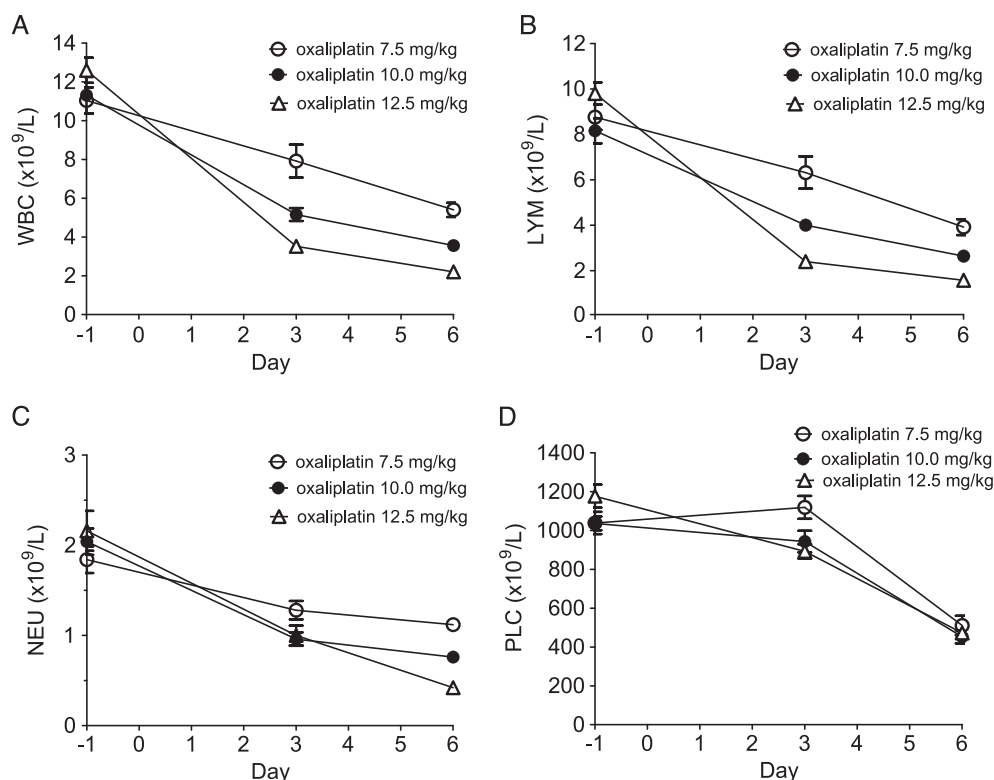 A
WBC (x10⁹/L)
14
12
10
8
6
4
2
0
-1 0 1 2 3 4 5 6
Day
oxaliplatin 7.5 mg/kg
oxaliplatin 10.0 mg/kg
oxaliplatin 12.5 mg/kg
B
LYM (x10⁹/L)
12
10
8
6
4
2
0
-1 0 1 2 3 4 5 6
Day
oxaliplatin 7.5 mg/kg
oxaliplatin 10.0 mg/kg
oxaliplatin 12.5 mg/kg
C
NEU (x10⁹/L)
3
2
1
0
-1 0 1 2 3 4 5 6
Day
oxaliplatin 7.5 mg/kg
oxaliplatin 10.0 mg/kg
oxaliplatin 12.5 mg/kg
D
PLC (x10⁹/L)
1400
1200
1000
800
600
400
200
0
-1 0 1 2 3 4 5 6
Day
oxaliplatin 7.5 mg/kg
oxaliplatin 10.0 mg/kg
oxaliplatin 12.5 mg/kg